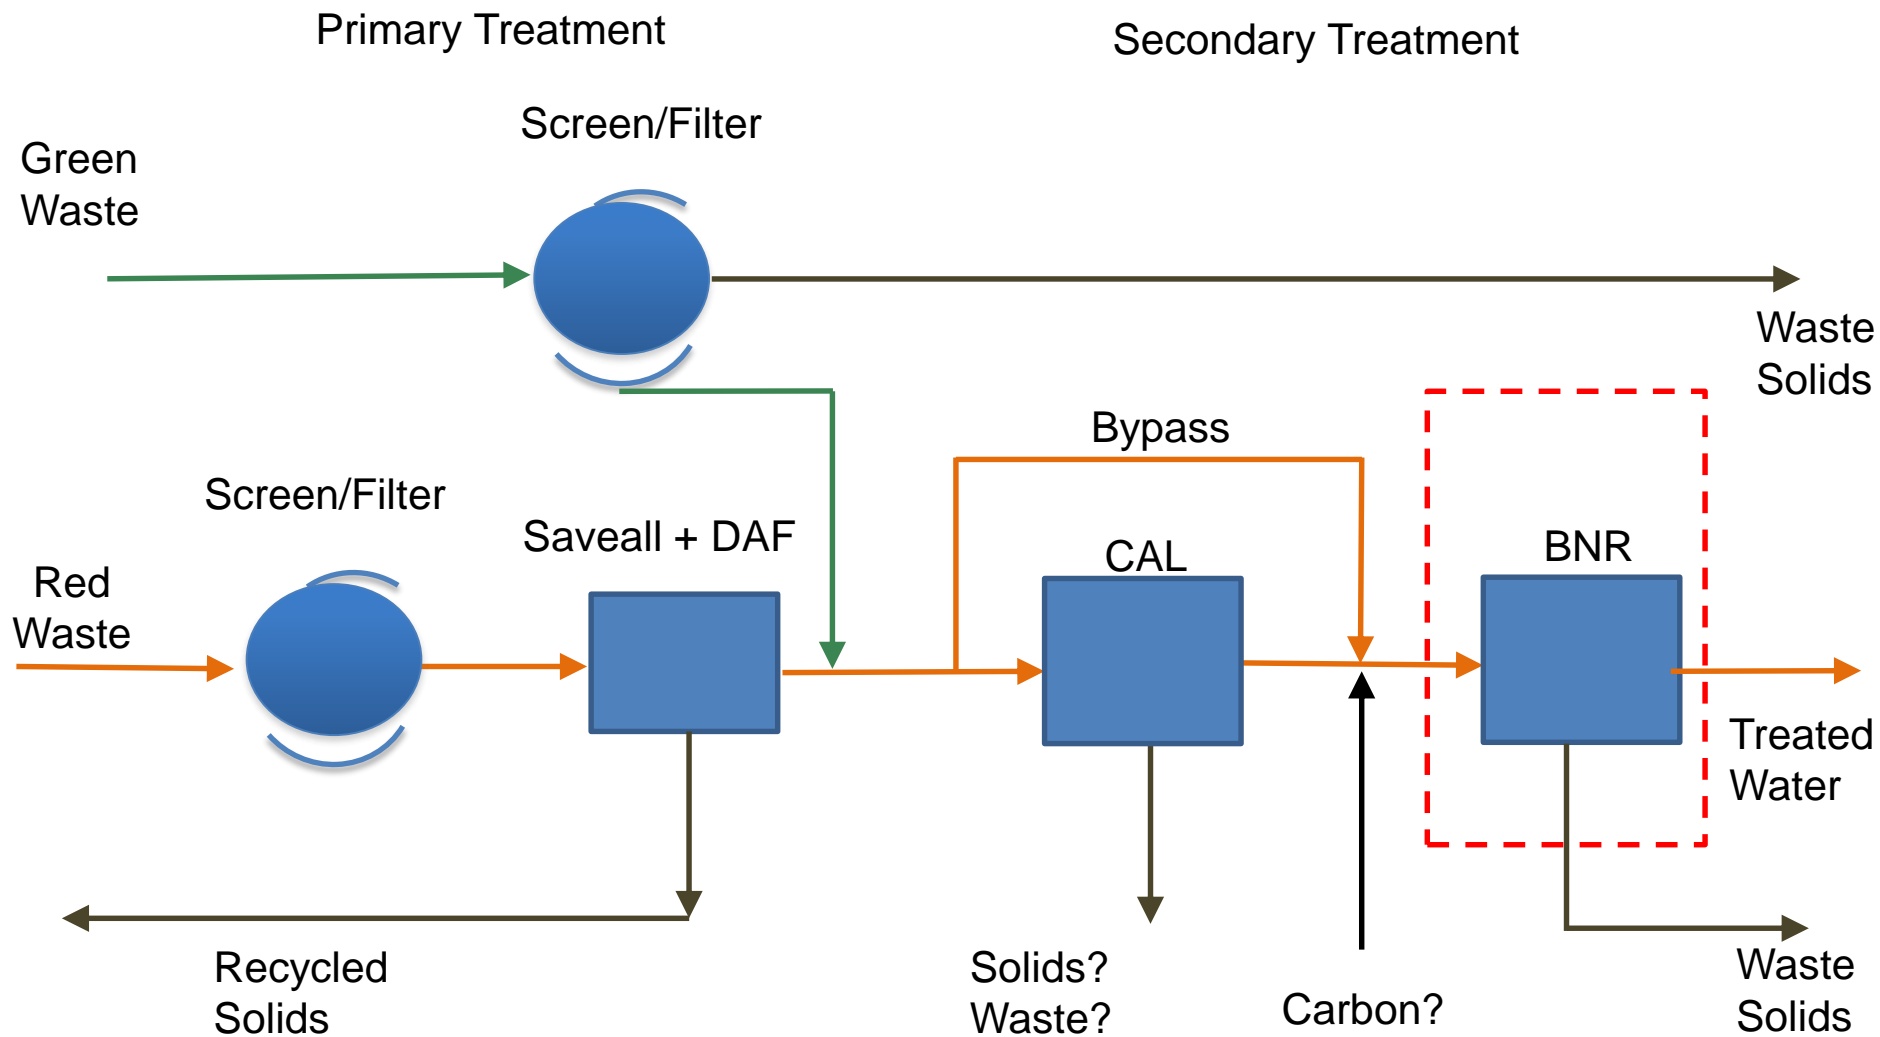 Primary Treatment
Secondary Treatment
Screen/Filter
Green
Waste
Waste
Solids
Bypass
Screen/Filter
Saveall + DAF
CAL
BNR
Red
Waste
Treated
Water
Recycled
Solids
Solids?
Waste?
Carbon?
Waste
Solids